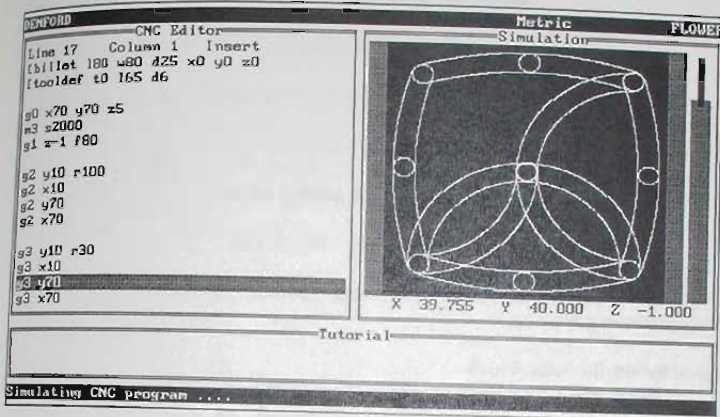 DENFORD Metric FLOWER
CNC Editor
Line 17 Column 1 Insert
[billet l80 w80 d25 x0 y0 z0
[tooldef t0 l65 d6
g0 x70 y70 z5
m3 s2000
g1 z-1 f80
g2 y10 r100
g2 x10
g2 y70
g2 x70
g3 y10 r30
g3 x10
g3 y70
g3 x70
Simulation
X 39.755 Y 40.000 Z -1.000
Tutorial
Simulating CNC program ....